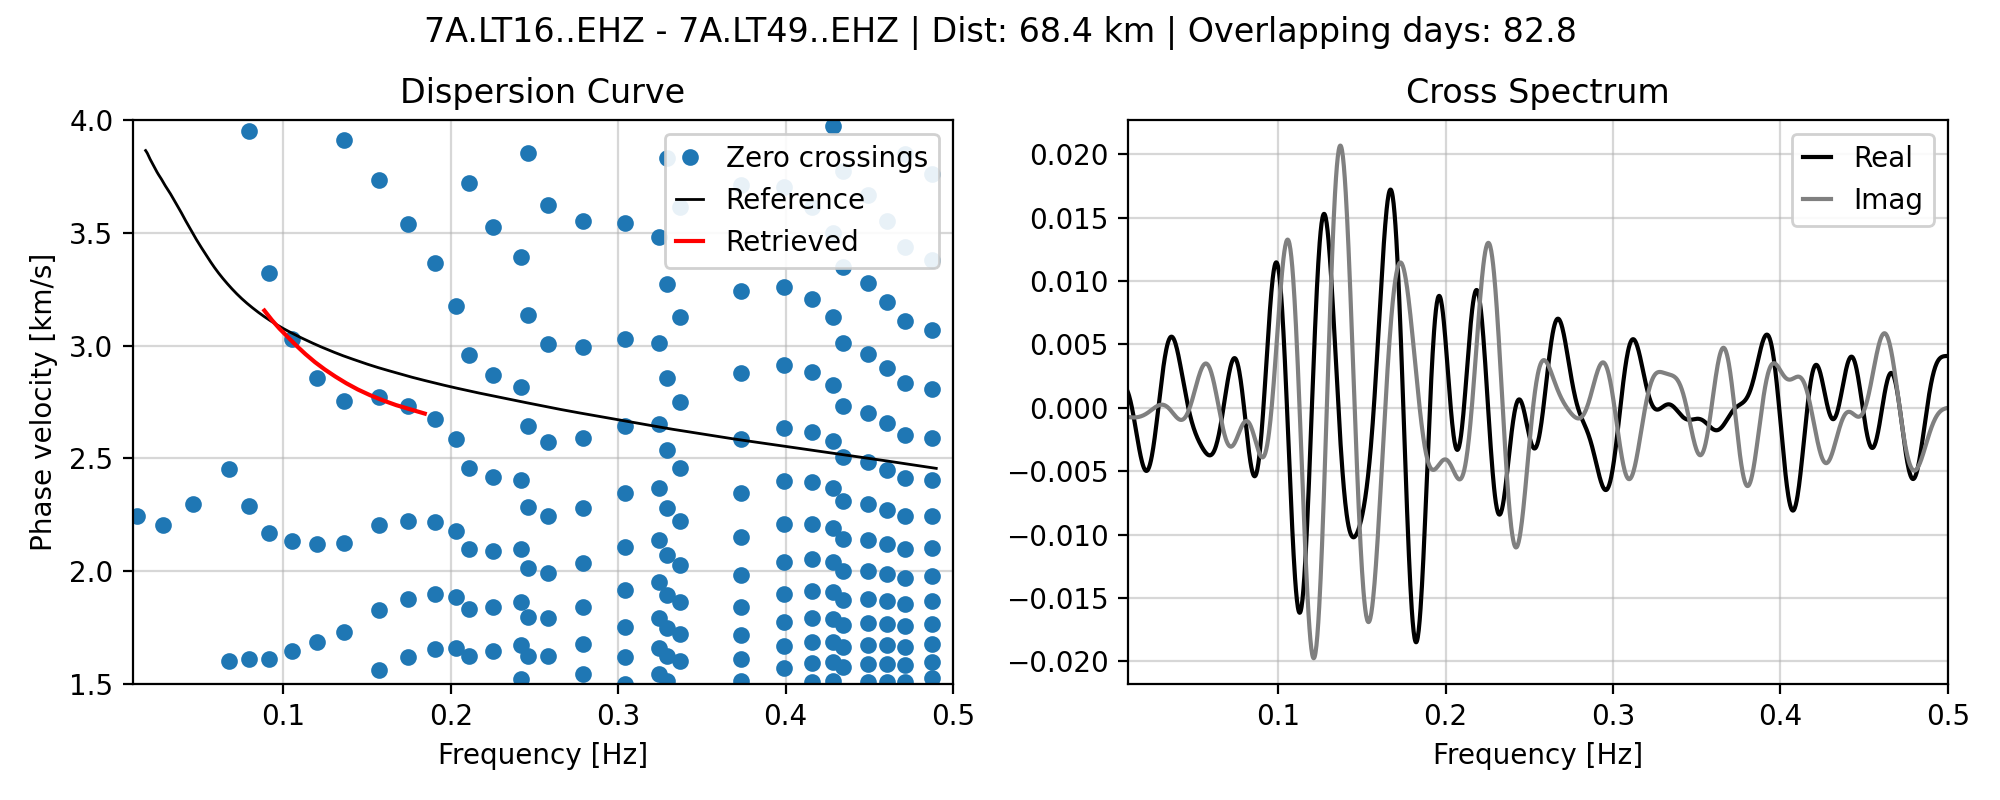 7A.LT16..EHZ - 7A.LT49..EHZ | Dist: 68.4 km | Overlapping days: 82.8
Dispersion Curve
4.0
3.5
3.0
2.5
2.0
1.5
Phase velocity [km/s]
Zero crossings
Reference
Retrieved
0.1 0.2 0.3 0.4 0.5
Frequency [Hz]
Cross Spectrum
0.020
0.015
0.010
0.005
0.000
−0.005
−0.010
−0.015
−0.020
Real
Imag
0.1 0.2 0.3 0.4 0.5
Frequency [Hz]